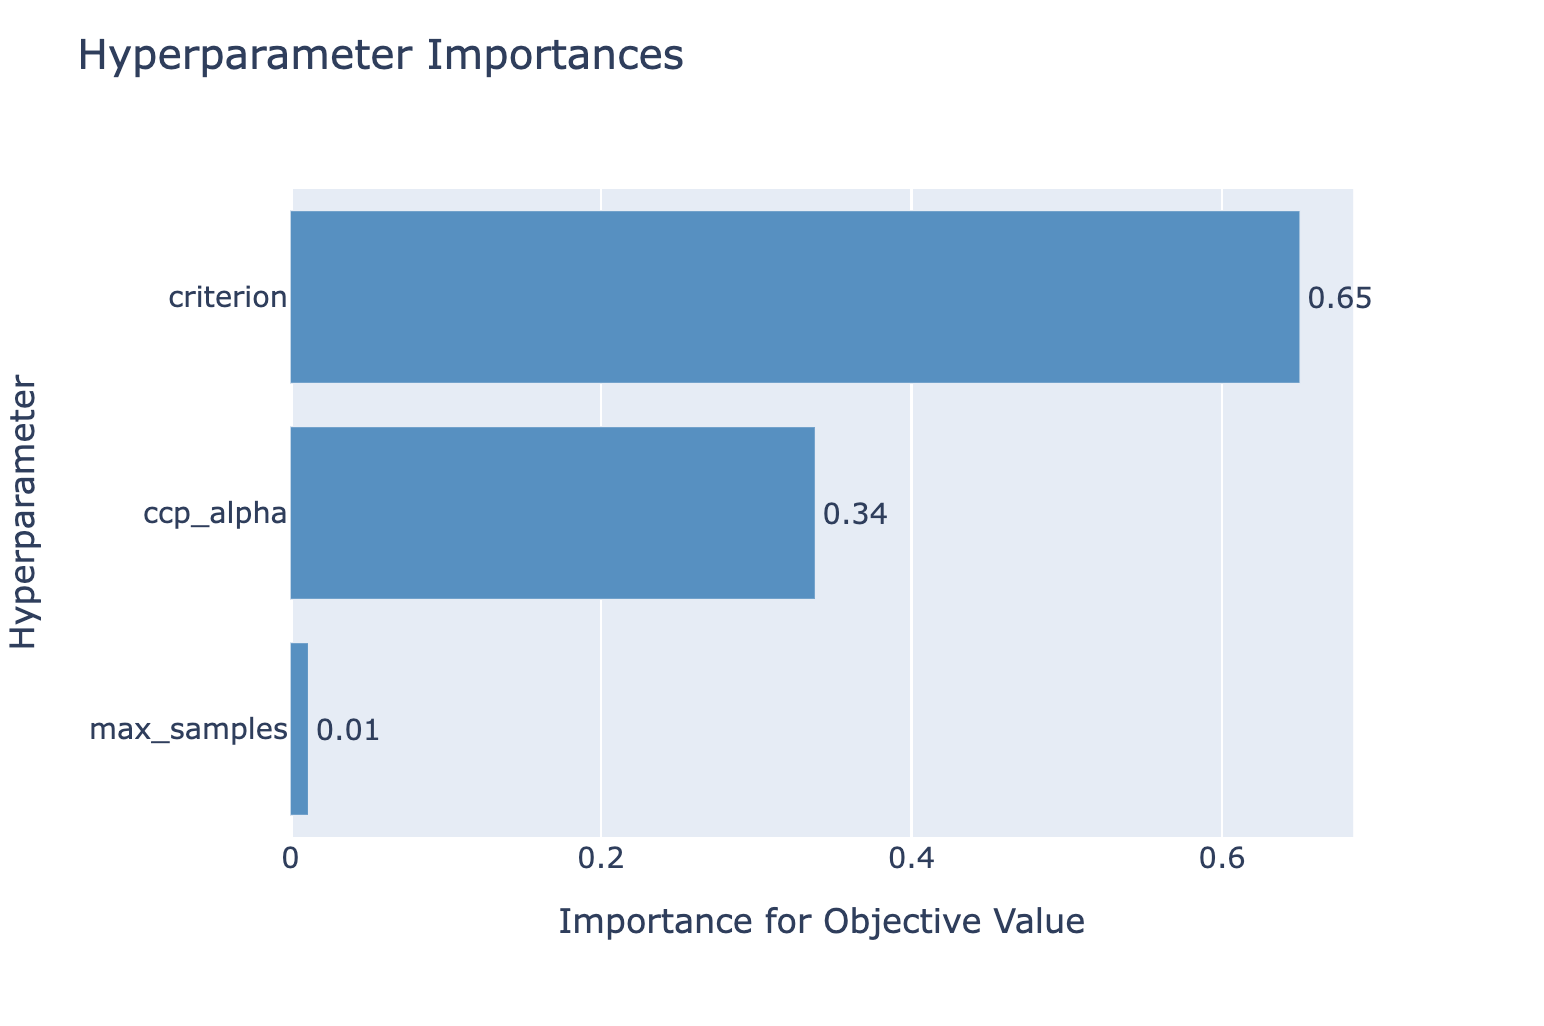 Hyperparameter Importances
Hyperparameter
criterion
0.65
ccp_alpha
0.34
max_samples
0.01
0
0.2
0.4
0.6
Importance for Objective Value